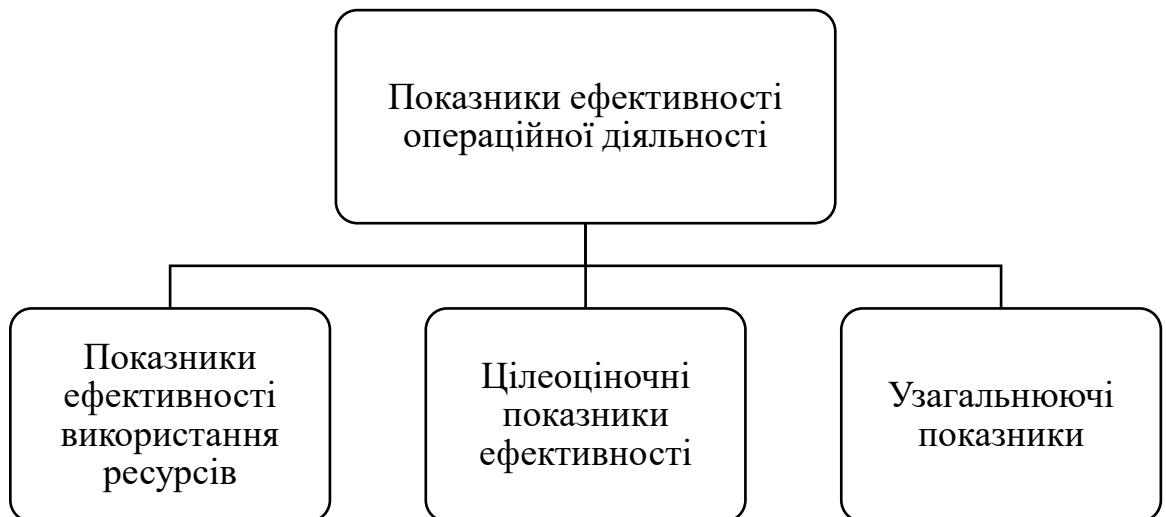 Показники ефективності
операційної діяльності
Показники
ефективності
використання
ресурсів
Цілеоціночні
показники
ефективності
Узагальнюючі
показники